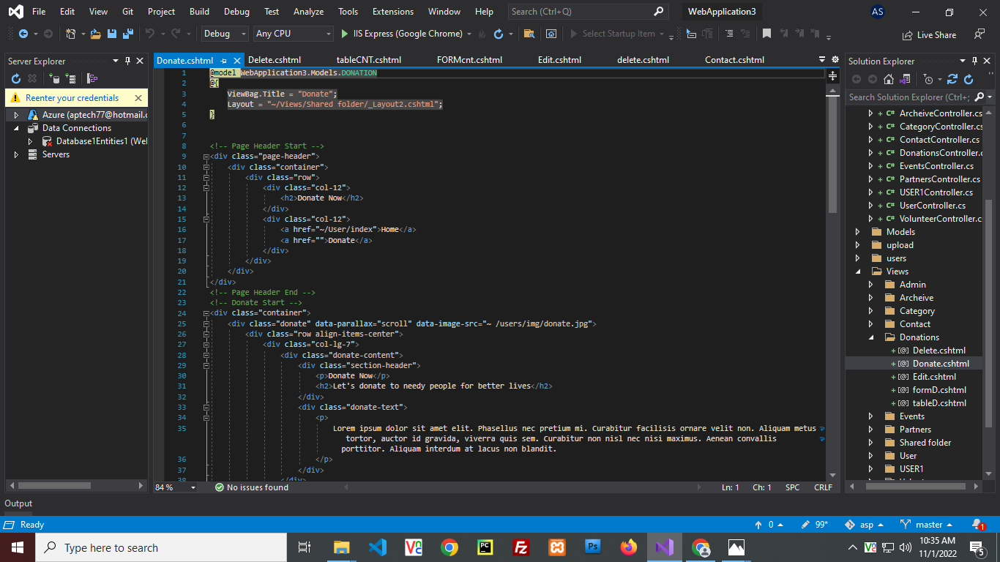 File Edit View Git Project Build Debug Test Analyze Tools Extensions Window Help Search (Ctrl+Q) WebApplication3 AS
Debug Any CPU IIS Express (Google Chrome) Select Startup Item Live Share
Server Explorer
Reenter your credentials
Azure (aptech77@hotmail.c
Data Connections
Database1Entities1 (Wel
Servers
Donate.cshtml Delete.cshtml tableCNT.cshtml FORMcnt.cshtml Edit.cshtml delete.cshtml Contact.cshtml
1 @model WebApplication3.Models.DONATION
2 @{
3 ViewBag.Title = "Donate";
4 Layout = "~/Views/Shared folder/_Layout2.cshtml";
5 }
6
7
8 <!-- Page Header Start -->
9 <div class="page-header">
10 <div class="container">
11 <div class="row">
12 <div class="col-12">
13 <h2>Donate Now</h2>
14 </div>
15 <div class="col-12">
16 <a href="~/User/index">Home</a>
17 <a href="">Donate</a>
18 </div>
19 </div>
20 </div>
21 </div>
22 <!-- Page Header End -->
23 <!-- Donate Start -->
24 <div class="container">
25 <div class="donate" data-parallax="scroll" data-image-src="~ /users/img/donate.jpg">
26 <div class="row align-items-center">
27 <div class="col-lg-7">
28 <div class="donate-content">
29 <div class="section-header">
30 <p>Donate Now</p>
31 <h2>Let's donate to needy people for better lives</h2>
32 </div>
33 <div class="donate-text">
34 <p>
35 Lorem ipsum dolor sit amet elit. Phasellus nec pretium mi. Curabitur facilisis ornare velit non. Aliquam metus
tortor, auctor id gravida, viverra quis sem. Curabitur non nisl nec nisi maximus. Aenean convallis
porttitor. Aliquam interdum at lacus non blandit.
36 </p>
37 </div>
38 </div>
84 % No issues found Ln: 1 Ch: 1 SPC CRLF
Solution Explorer
Search Solution Explorer (Ctrl+;
ArcheiveController.cs
CategoryController.cs
ContactController.cs
DonationsController.c
EventsController.cs
PartnersController.cs
USER1Controller.cs
UserController.cs
VolunteerController.c
Models
upload
users
Views
Admin
Archeive
Category
Contact
Donations
Delete.cshtml
Donate.cshtml
Edit.cshtml
formD.cshtml
tableD.cshtml
Events
Partners
Shared folder
User
USER1
Output
Ready 0 99* asp master 1
Type here to search
10:35 AM
11/1/2022
5